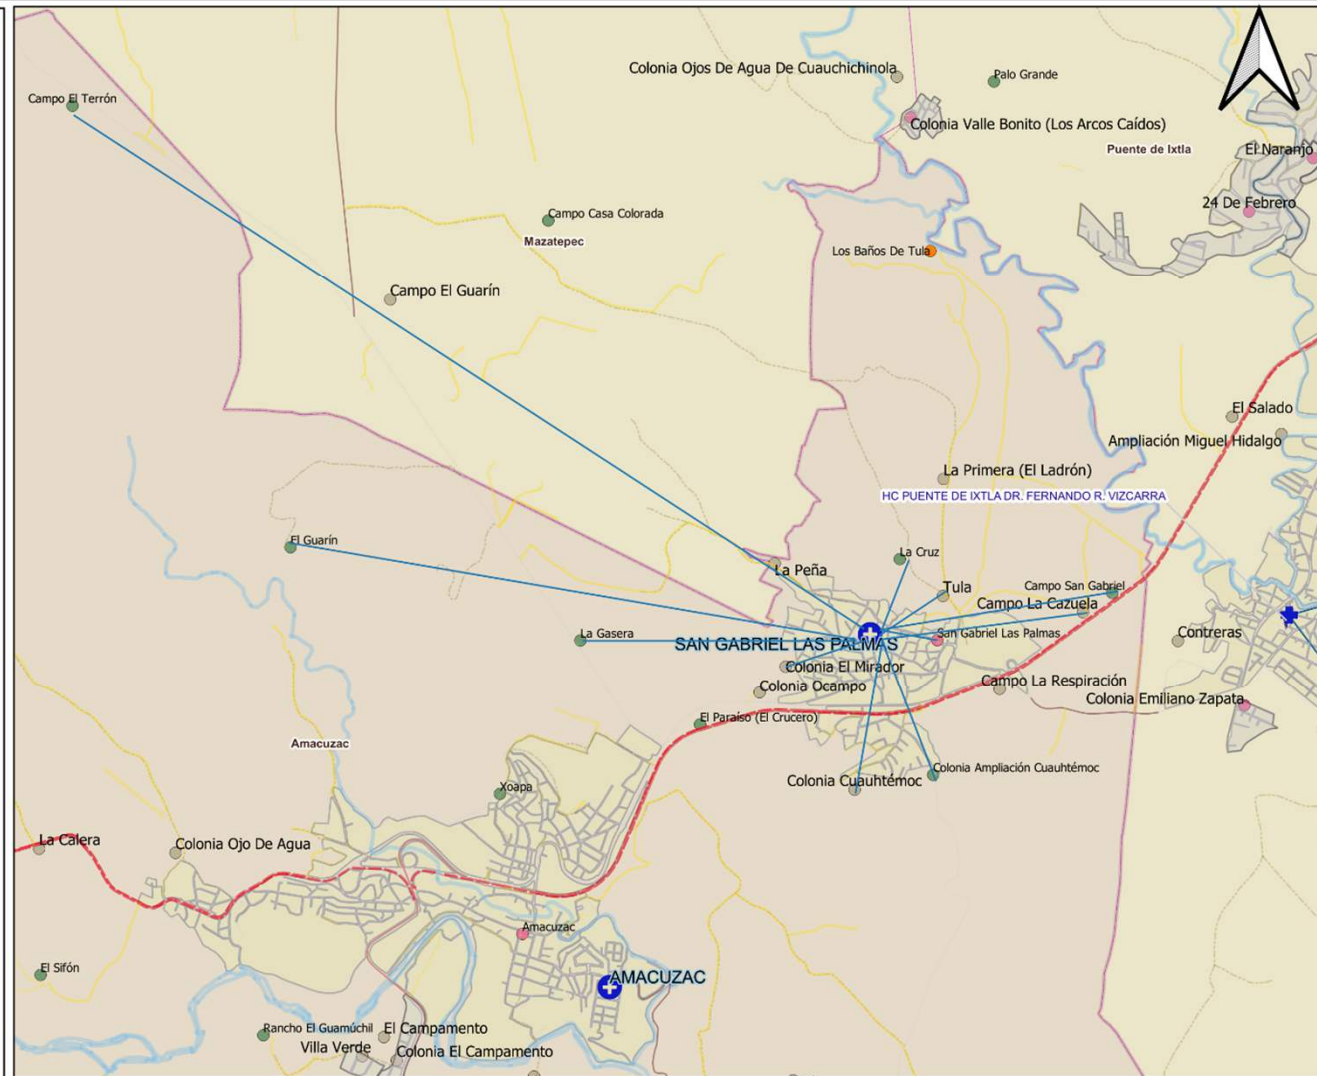 Colonia Ojos De Agua De Cuauchichinola
Palo Grande
Campo El Terrón
Colonia Valle Bonito (Los Arcos Caídos)
Puente de Ixtla
El Naranjo
24 De Febrero
Campo Casa Colorada
Mazatepec
Los Baños De Tula
Campo El Guarín
El Salado
Ampliación Miguel Hidalgo
La Primera (El Ladrón)
HC PUENTE DE IXTLA DR. FERNANDO R. VIZCARRA
El Guarín
La Cruz
La Peña
Tula
Campo San Gabriel
Campo La Cazuela
La Gasera
SAN GABRIEL LAS PALMAS
San Gabriel Las Palmas
Contreras
Colonia El Mirador
Colonia Ocampo
Campo La Respiración
Colonia Emiliano Zapata
El Paraíso (El Crucero)
Amacuzac
Colonia Cuauhtémoc
Colonia Ampliación Cuauhtémoc
Xoapa
La Calera
Colonia Ojo De Agua
Amacuzac
El Sifón
AMACUZAC
Rancho El Guamúchil
El Campamento
Villa Verde
Colonia El Campamento